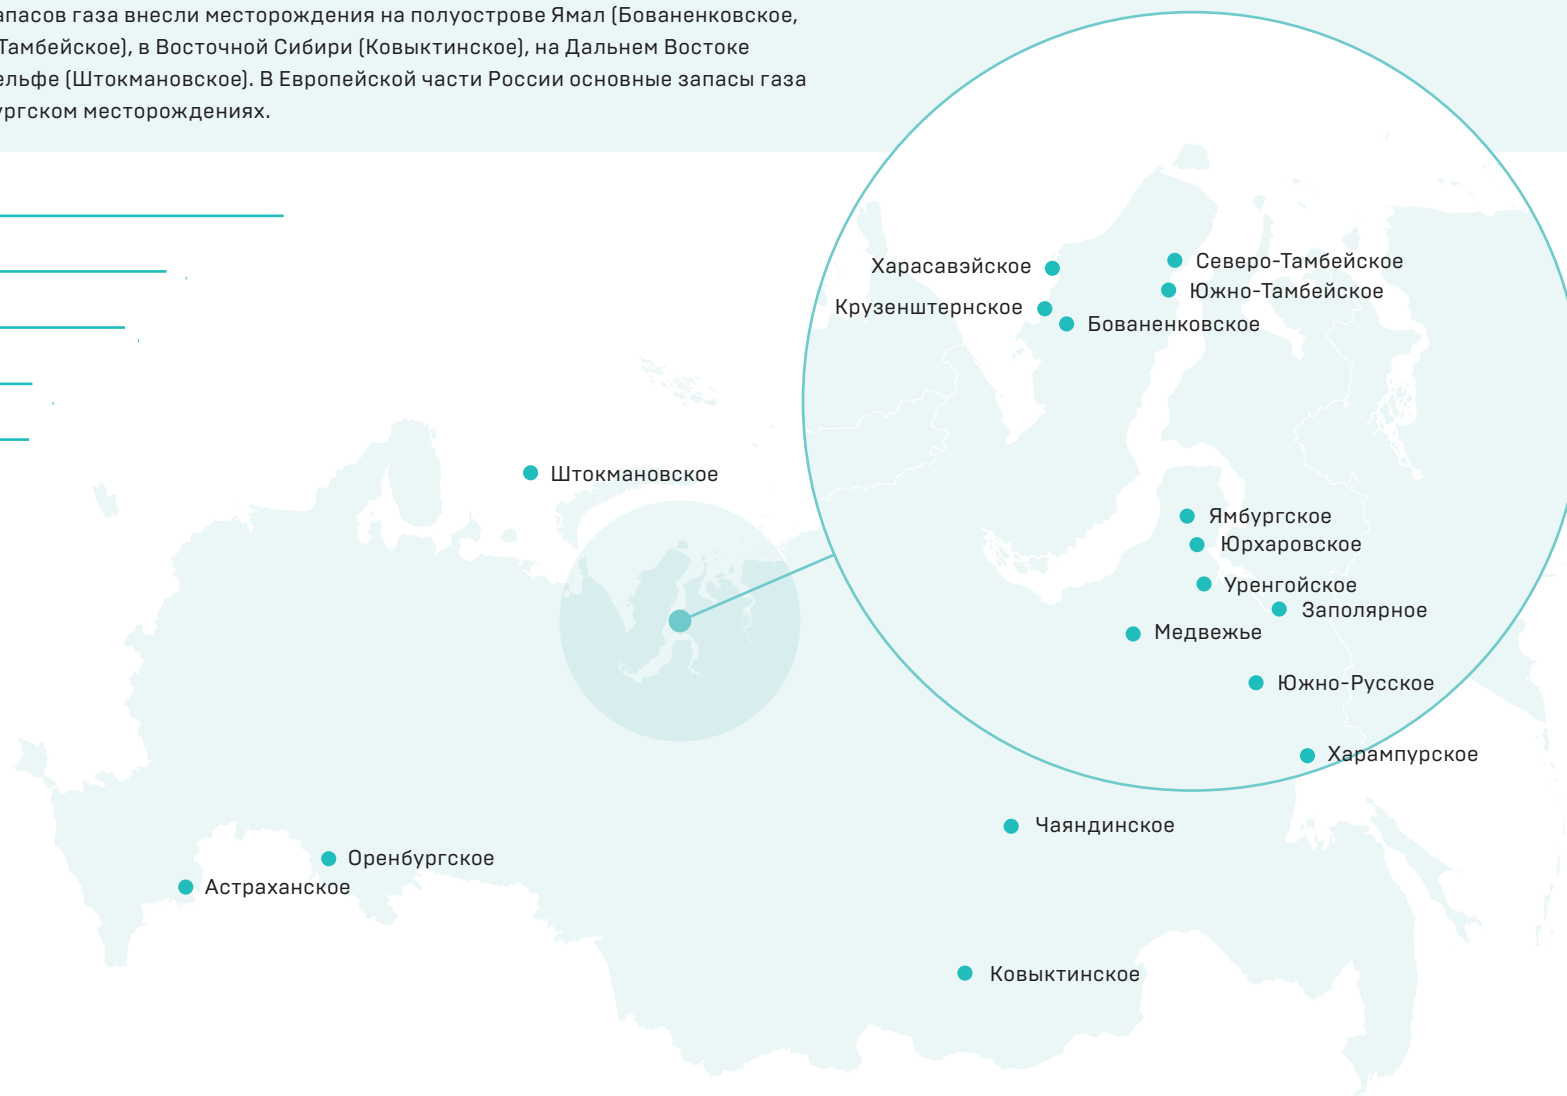 апасов газа внесли месторождения на полуострове Ямал (Бованенковское,
Тамбейское), в Восточной Сибири (Ковыктинское), на Дальнем Востоке
ельфе (Штокмановское). В Европейской части России основные запасы газа
ургском месторождениях.
Харасавэйское
Северо-Тамбейское
Южно-Тамбейское
Крузенштернское
Бованенковское
Штокмановское
Ямбургское
Юрхаровское
Уренгойское
Заполярное
Медвежье
Южно-Русское
Харампурское
Чаяндинское
Оренбургское
Астраханское
Ковыктинское